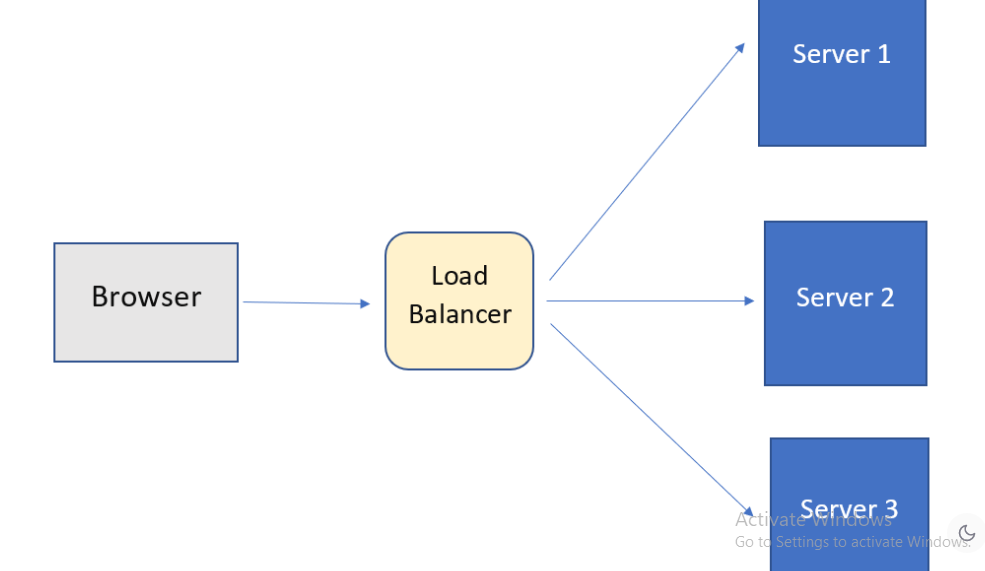 Server 1
Browser
Load
Balancer
Server 2
Server 3
Activate Windows
Go to Settings to activate Windows.